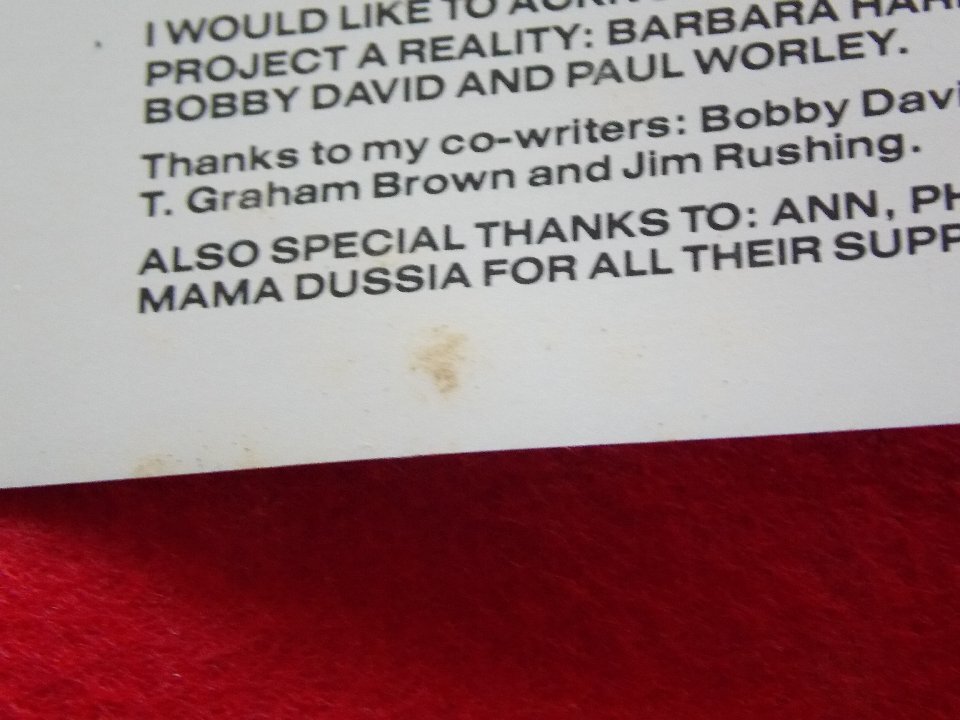 I WOULD LIKE TO
PROJECT A REALITY: BARBARA
BOBBY DAVID AND PAUL WORLEY.
Thanks to my co-writers: Bobby
T. Graham Brown and Jim Rushing.
ALSO SPECIAL THANKS TO: ANN,
MAMA DUSSIA FOR ALL THEIR